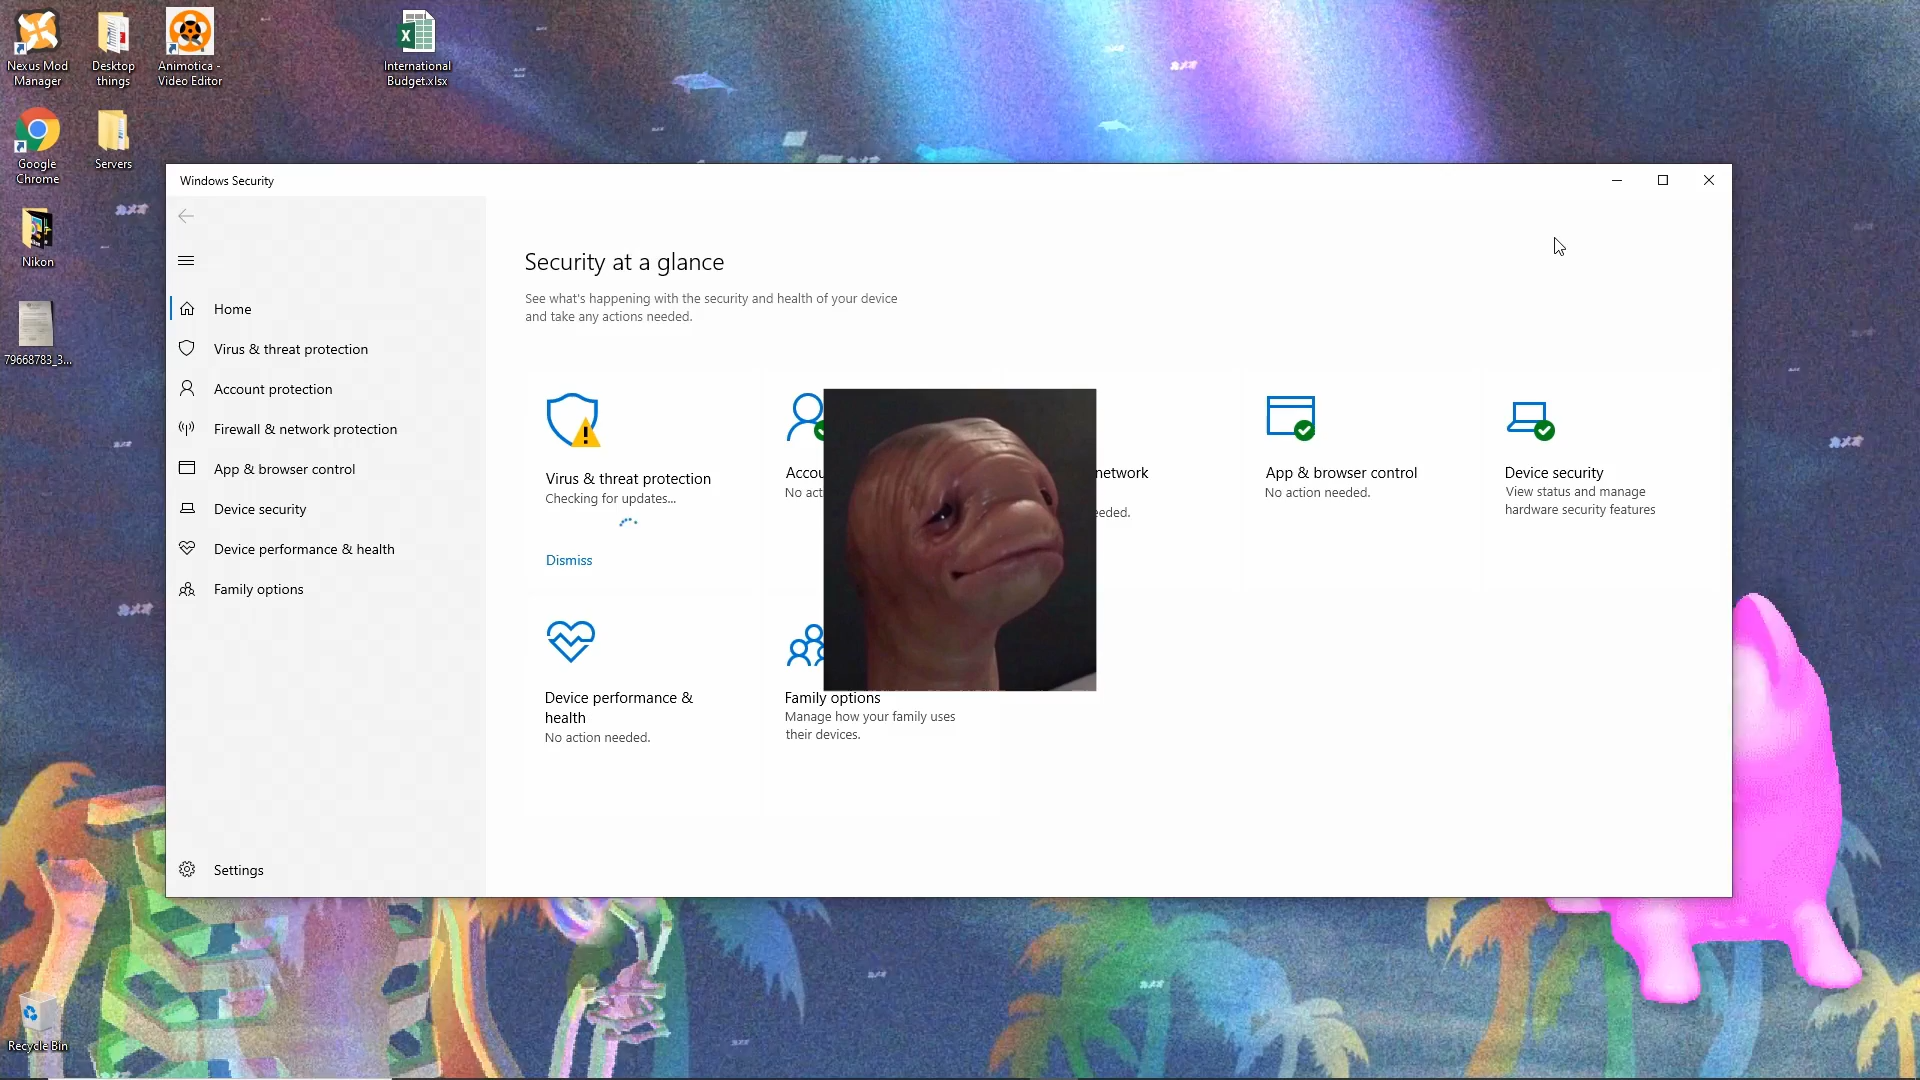 Nexus Mod
Manager
Desktop
things
Animotica -
Video Editor
International
Budget.xlsx
Google
Chrome
Servers
Nikon
79668783_3...
Recycle Bin
Windows Security
Home
Virus & threat protection
Account protection
Firewall & network protection
App & browser control
Device security
Device performance & health
Family options
Settings
Security at a glance
See what's happening with the security and health of your device
and take any actions needed.
Virus & threat protection
Checking for updates...
Dismiss
Accou
No act
network
eeded.
App & browser control
No action needed.
Device security
View status and manage
hardware security features
Device performance &
health
No action needed.
Family options
Manage how your family uses
their devices.